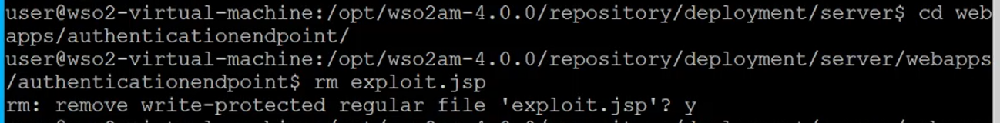 user@wso2-virtual-machine:/opt/wso2am-4.0.0/repository/deployment/server$ cd web
apps/authenticationendpoint/
user@wso2-virtual-machine:/opt/wso2am-4.0.0/repository/deployment/server/webapps
/authenticationendpoint$ rm exploit.jsp
rm: remove write-protected regular file 'exploit.jsp'? y